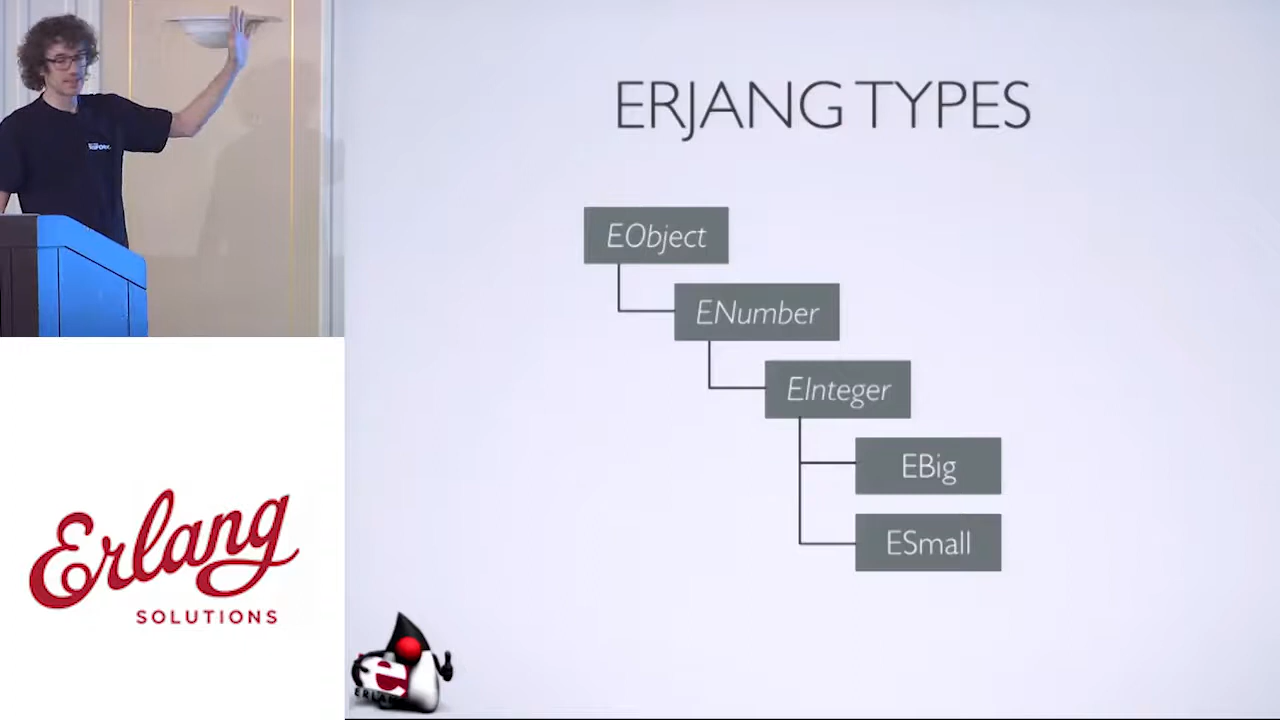 ERJANG TYPES
EObject
ENumber
EInteger
EBig
ESmall
Erlang
SOLUTIONS
e